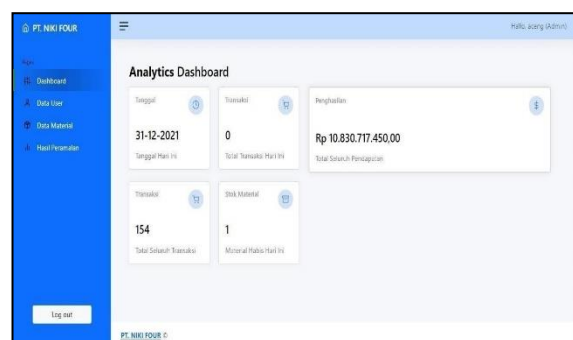 PT. NIKI FOUR
Hallo, aceng (Admin)
Dashboard
Data User
Data Material
Hasil Peramalan
Log out
Analytics Dashboard
Tanggal
31-12-2021
Tanggal Hari Ini
Transaksi
0
Total Transaksi Hari Ini
Penghasilan
Rp 10.830.717.450,00
Total Seluruh Pendapatan
Transaksi
154
Total Seluruh Transaksi
Stok Material
1
Material Habis Hari Ini
PT. NIKI FOUR ©